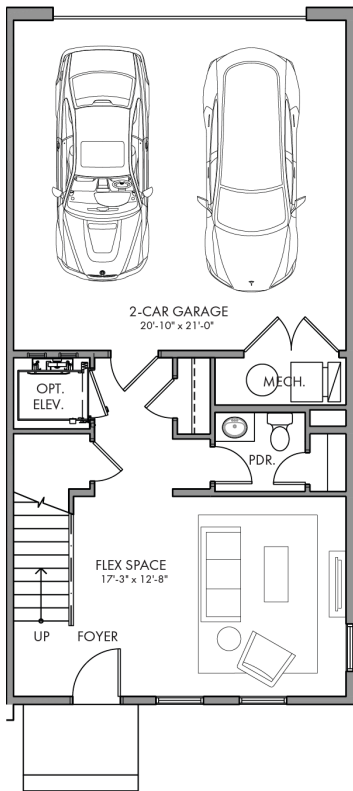 2-CAR GARAGE
20'-10" x 21'-0"
OPT.
ELEV.
MECH.
PDR.
FLEX SPACE
17'-3" x 12'-8"
UP
FOYER